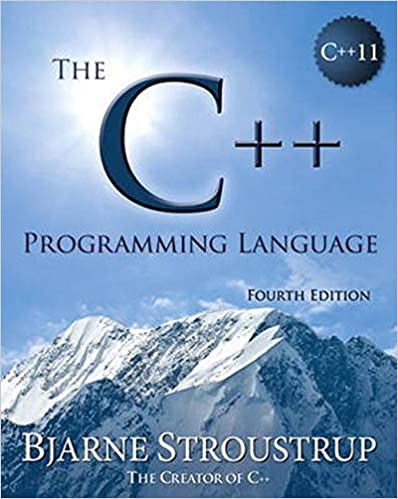 C++11
THE
C++
PROGRAMMING LANGUAGE
FOURTH EDITION
BJARNE STROUSTRUP
THE CREATOR OF C++